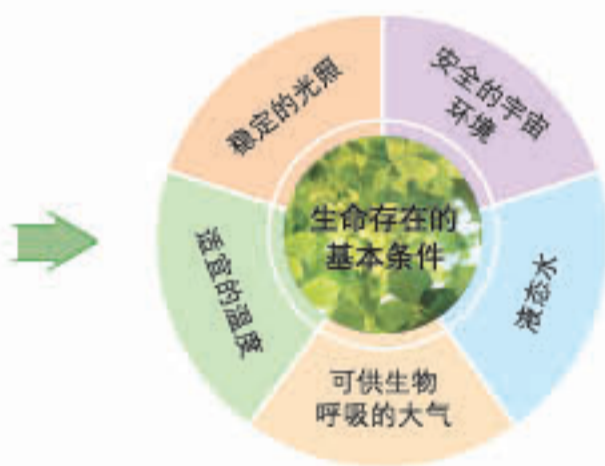 稳定的光照
安全的宇宙
环境
生命存在的
基本条件
适宜的温度
液态水
可供生物
呼吸的大气